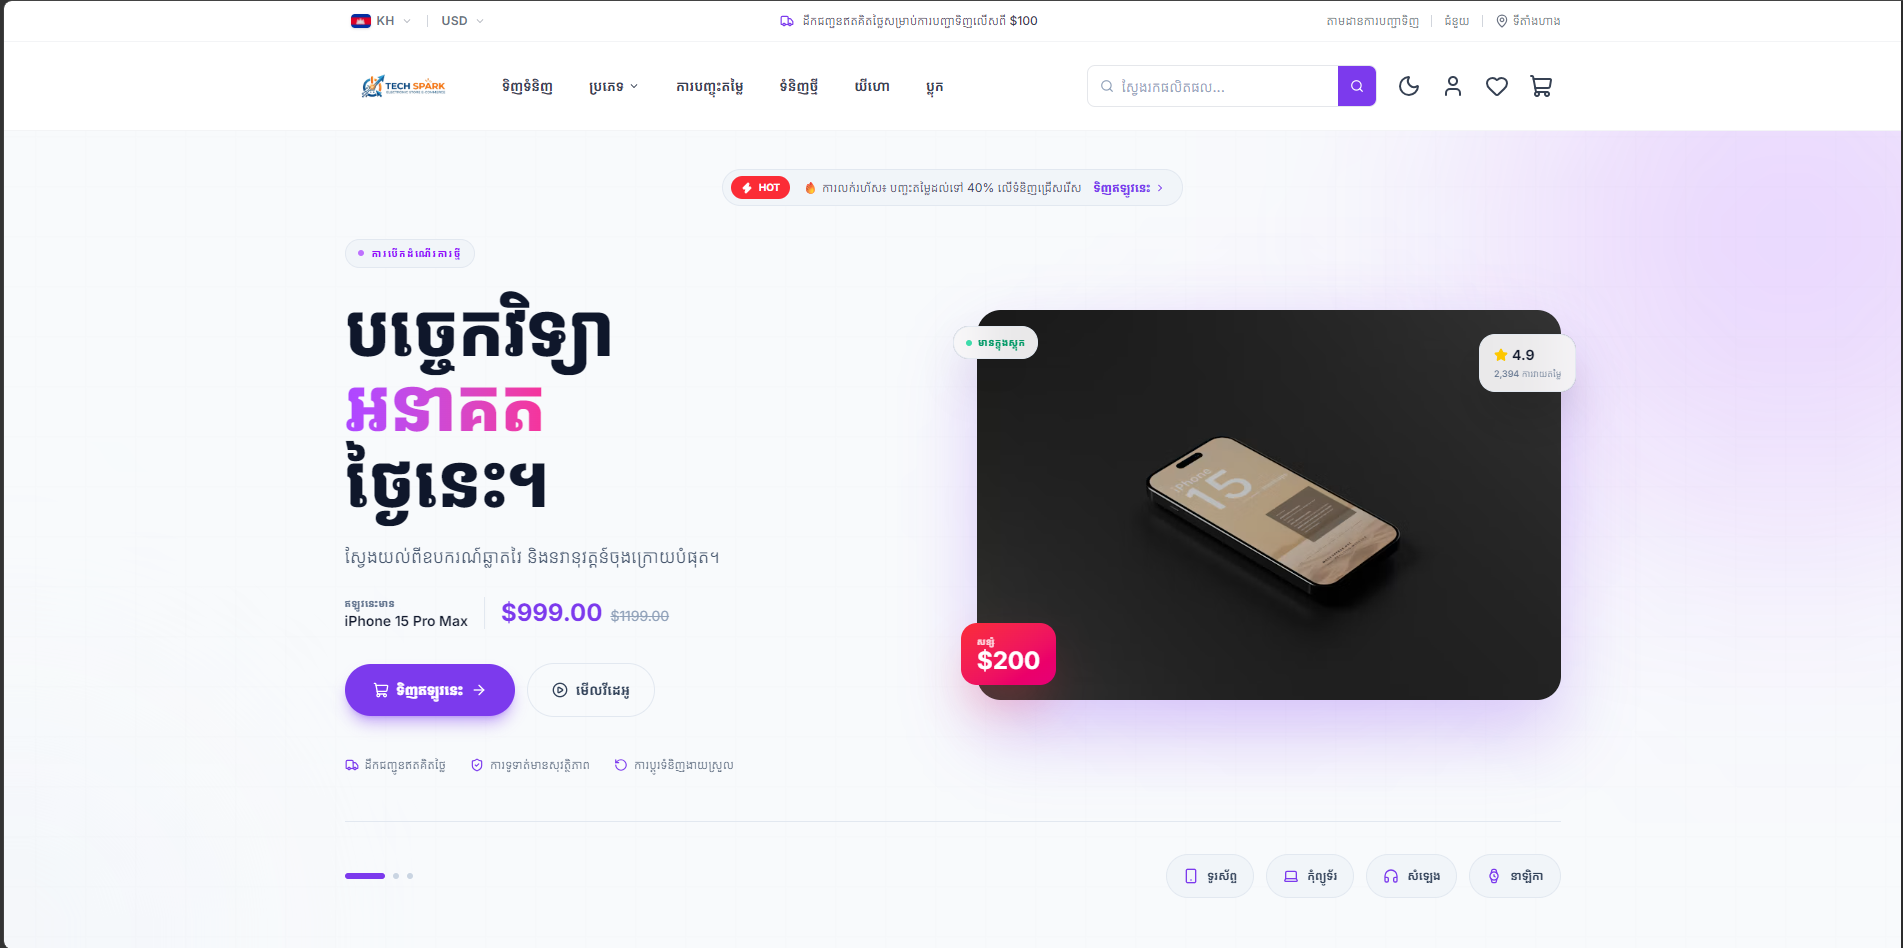 KH
USD
ដឹកជញ្ជូនឥតគិតថ្លៃសម្រាប់ការបញ្ជាទិញលើសពី $100
តាមដានការបញ្ជាទិញ
ជំនួយ
ទីតាំងហាង
TECH SPARK
ទិញទំនិញ
ប្រភេទ
ការបញ្ចុះតម្លៃ
ទំនិញថ្មី
យីហោ
ប្លុក
ស្វែងរកផលិតផល...
HOT
ការលក់រហ័ស៖ បញ្ចុះតម្លៃដល់ទៅ 40% លើទំនិញជ្រើសរើស
ទិញឥឡូវនេះ
ការបើកដំណើរការថ្មី
បច្ចេកវិទ្យា
អនាគត
ថ្ងៃនេះ។
ស្វែងយល់ពីឧបករណ៍ឆ្លាតវៃ និងនវានុវត្តន៍ចុងក្រោយបំផុត។
ឥឡូវនេះមាន
iPhone 15 Pro Max
$999.00
$1199.00
ទិញឥឡូវនេះ
មើលវីដេអូ
ដឹកជញ្ជូនឥតគិតថ្លៃ
ការទូទាត់មានសុវត្ថិភាព
ការប្តូរទំនិញងាយស្រួល
មានក្នុងស្តុក
4.9
2,394 ការវាយតម្លៃ
iPhone
15
សន្សំ
$200
ទូរស័ព្ទ
កុំព្យូទ័រ
សំឡេង
នាឡិកា